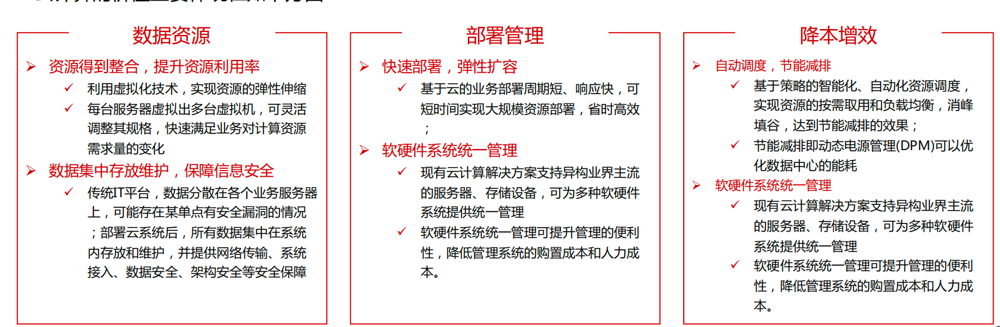 数据资源
资源得到整合，提升资源利用率
利用虚拟化技术，实现资源的弹性伸缩
每台服务器虚拟出多台虚拟机，可灵活
调整其规格，快速满足业务对计算资源
需求量的变化
数据集中存放维护，保障信息安全
传统IT平台，数据分散在各个业务服务器
上，可能存在某单点有安全漏洞的情况
；部署云系统后，所有数据集中在系统
内存放和维护，并提供网络传输、系统
接入、数据安全、架构安全等安全保障
部署管理
快速部署，弹性扩容
基于云的业务部署周期短、响应快，可
短时间实现大规模资源部署，省时高效
；
软硬件系统统一管理
现有云计算解决方案支持异构业界主流
的服务器、存储设备，可为多种软硬件
系统提供统一管理
软硬件系统统一管理可提升管理的便利
性，降低管理系统的购置成本和人力成
本。
降本增效
自动调度，节能减排
基于策略的智能化、自动化资源调度，
实现资源的按需取用和负载均衡，消峰
填谷，达到节能减排的效果；
节能减排即动态电源管理(DPM)可以优
化数据中心的能耗
软硬件系统统一管理
现有云计算解决方案支持异构业界主流
的服务器、存储设备，可为多种软硬件
系统提供统一管理
软硬件系统统一管理可提升管理的便利
性，降低管理系统的购置成本和人力成
本。